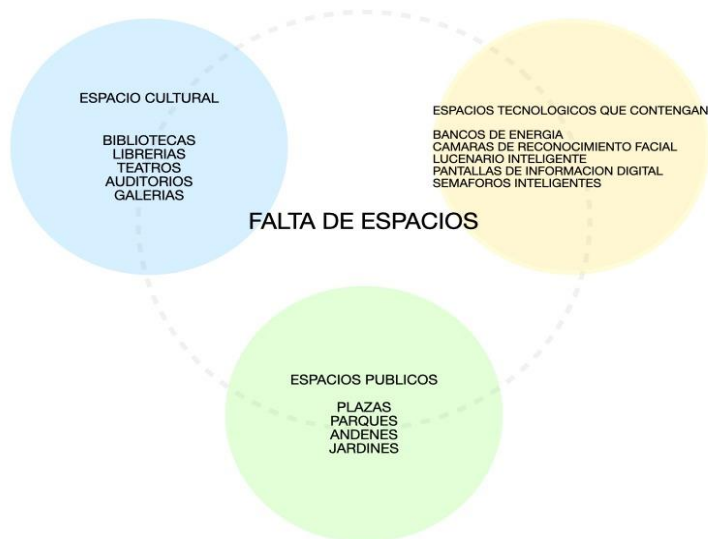 ESPACIO CULTURAL
BIBLIOTECAS
LIBRERIAS
TEATROS
AUDITORIOS
GALERIAS
ESPACIOS TECNOLOGICOS QUE CONTENGAN
BANCOS DE ENERGIA
CAMARAS DE RECONOCIMIENTO FACIAL
LUCENARIO INTELIGENTE
PANTALLAS DE INFORMACION DIGITAL
SEMAFOROS INTELIGENTES
FALTA DE ESPACIOS
ESPACIOS PUBLICOS
PLAZAS
PARQUES
ANDENES
JARDINES